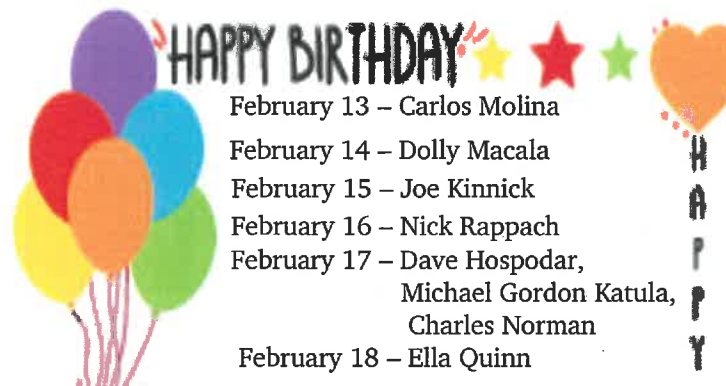 HAPPY BIRTHDAY
February 13 – Carlos Molina
February 14 – Dolly Macala
February 15 – Joe Kinnick
February 16 – Nick Rappach
February 17 – Dave Hospodar,
Michael Gordon Katula,
Charles Norman
February 18 – Ella Quinn
HAPPY